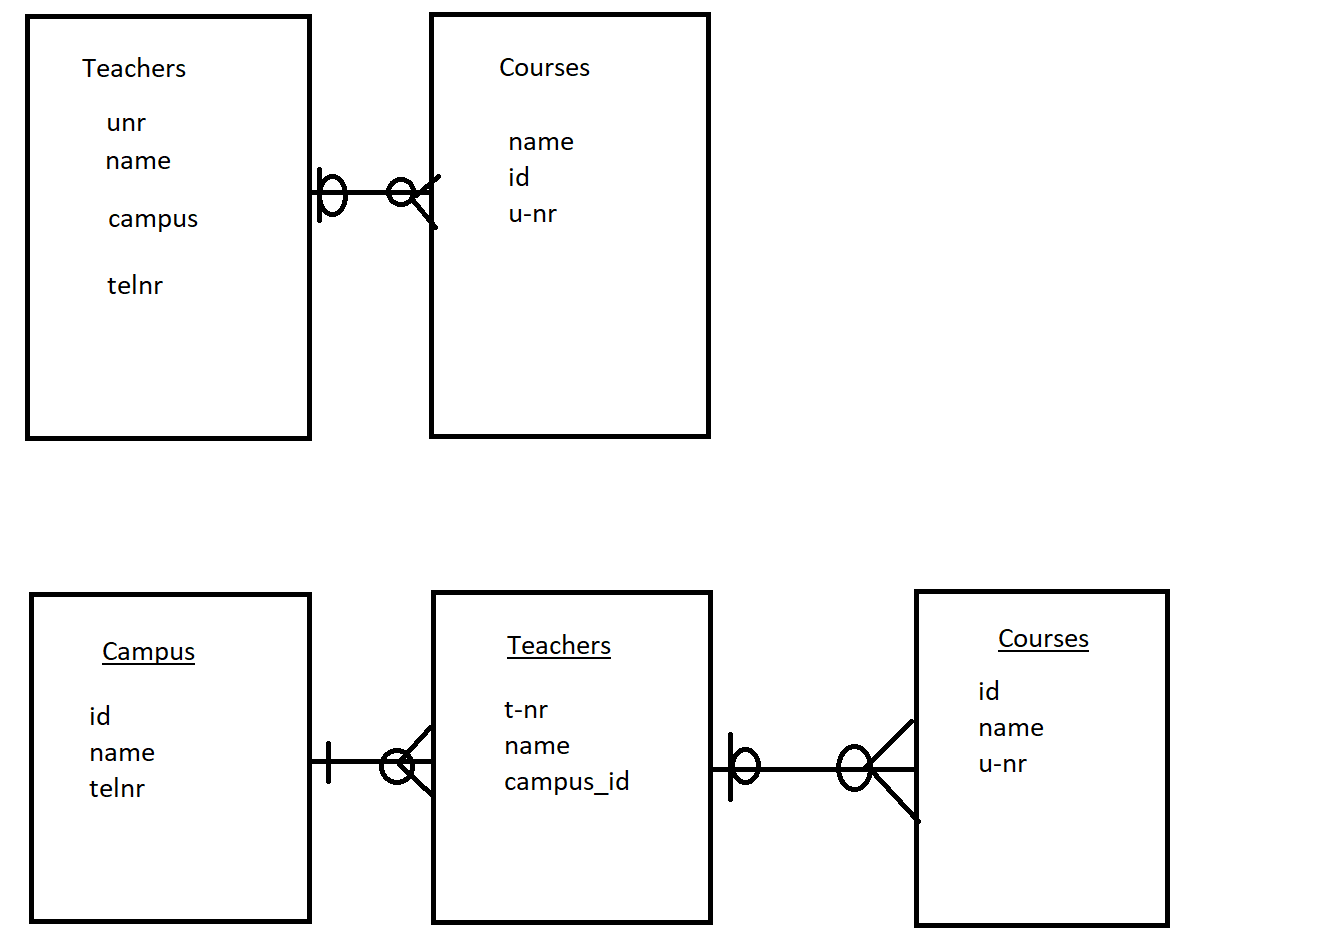 Teachers
unr
name
campus
telnr
Courses
name
id
u-nr
Campus
id
name
telnr
Teachers
t-nr
name
campus_id
Courses
id
name
u-nr